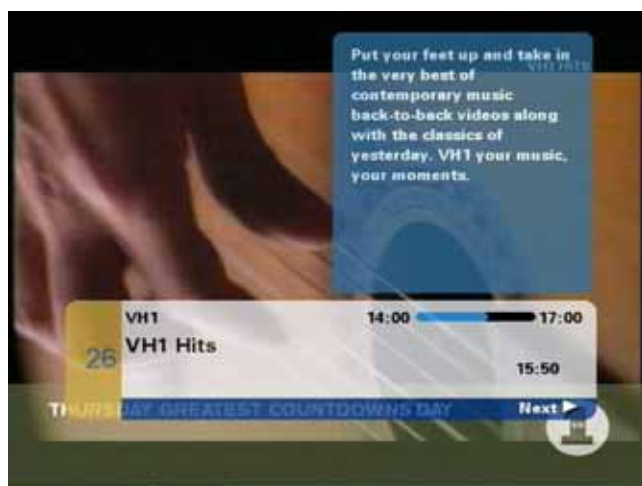 Put your feet up and take in
the very best of
VH1 HITS
contemporary music
back-to-back videos along
with the classics of
yesterday. VH1 your music,
your moments.
VH1
14:00
17:00
26
VH1 Hits
15:50
THURSDAY GREATEST COUNTDOWNS DAY
Next